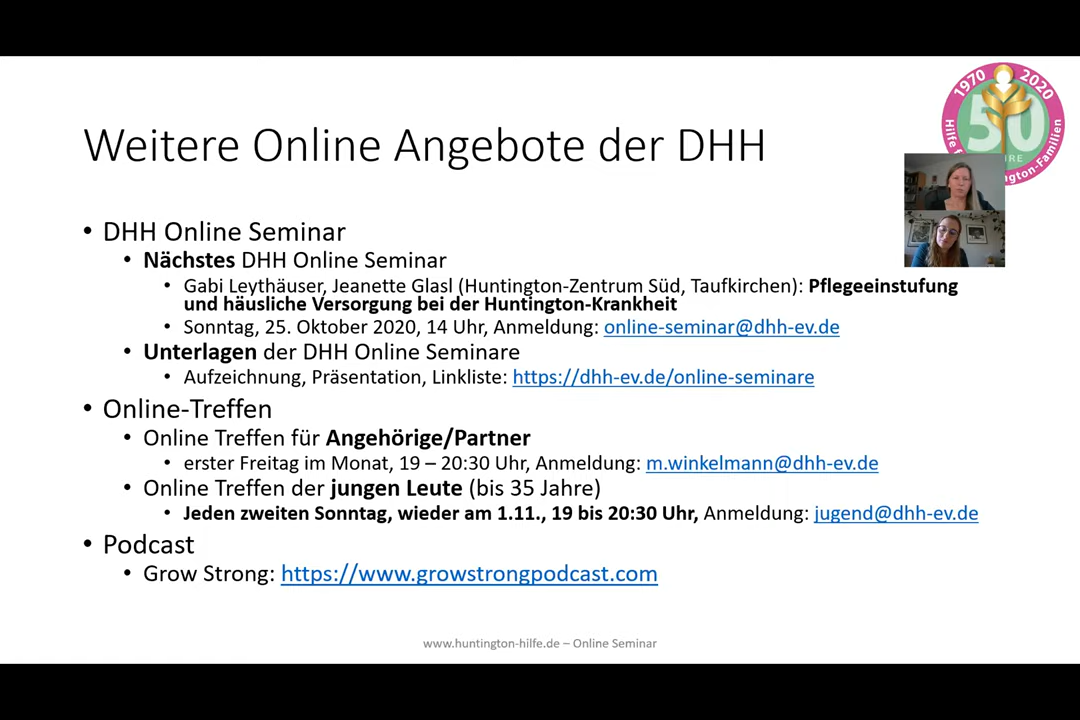 1970 2020
50
Hilfe f
ngton-Familien
Weitere Online Angebote der DHH
• DHH Online Seminar
• Nächstes DHH Online Seminar
• Gabi Leythäuser, Jeanette Glasl (Huntington-Zentrum Süd, Taufkirchen): Pflegeeinstufung
und häusliche Versorgung bei der Huntington-Krankheit
• Sonntag, 25. Oktober 2020, 14 Uhr, Anmeldung: online-seminar@dhh-ev.de
• Unterlagen der DHH Online Seminare
• Aufzeichnung, Präsentation, Linkliste: https://dhh-ev.de/online-seminare
• Online-Treffen
• Online Treffen für Angehörige/Partner
• erster Freitag im Monat, 19 – 20:30 Uhr, Anmeldung: m.winkelmann@dhh-ev.de
• Online Treffen der jungen Leute (bis 35 Jahre)
• Jeden zweiten Sonntag, wieder am 1.11., 19 bis 20:30 Uhr, Anmeldung: jugend@dhh-ev.de
• Podcast
• Grow Strong: https://www.growstrongpodcast.com
www.huntington-hilfe.de – Online Seminar